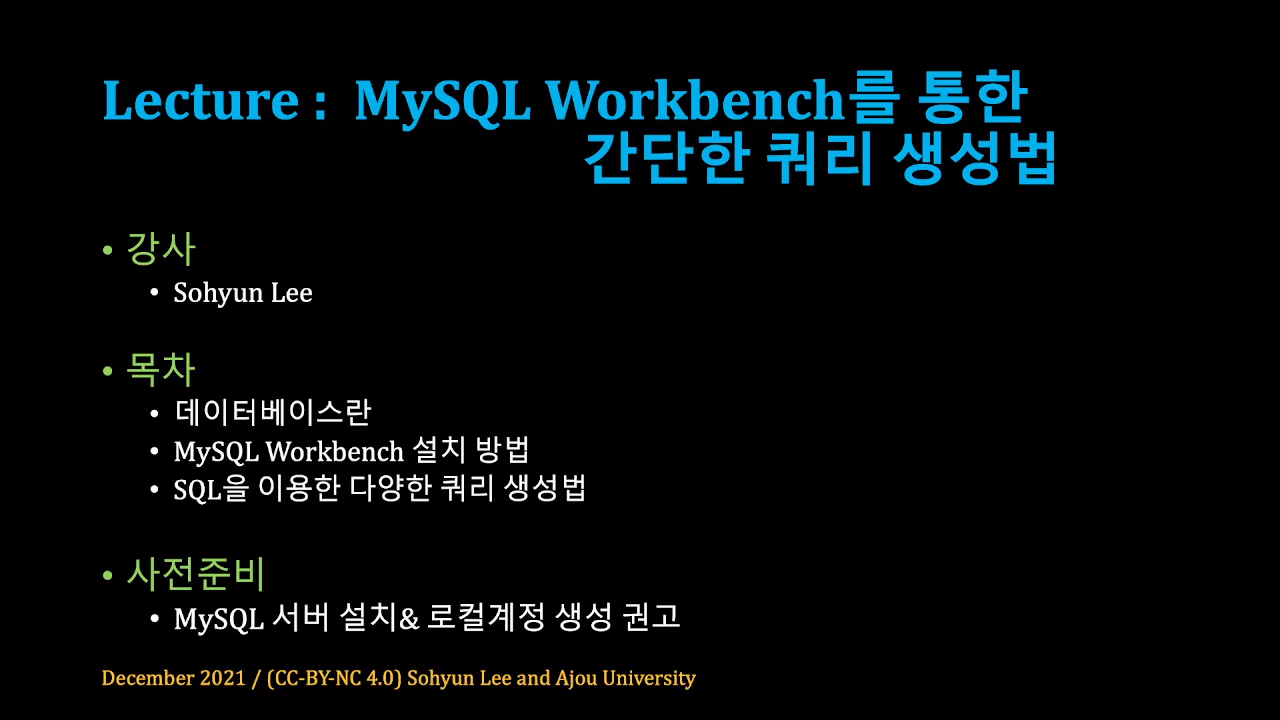 Lecture : MySQL Workbench를 통한
간단한 쿼리 생성법
• 강사
• Sohyun Lee
• 목차
• 데이터베이스란
• MySQL Workbench 설치 방법
• SQL을 이용한 다양한 쿼리 생성법
• 사전준비
• MySQL 서버 설치& 로컬계정 생성 권고
December 2021 / (CC-BY-NC 4.0) Sohyun Lee and Ajou University